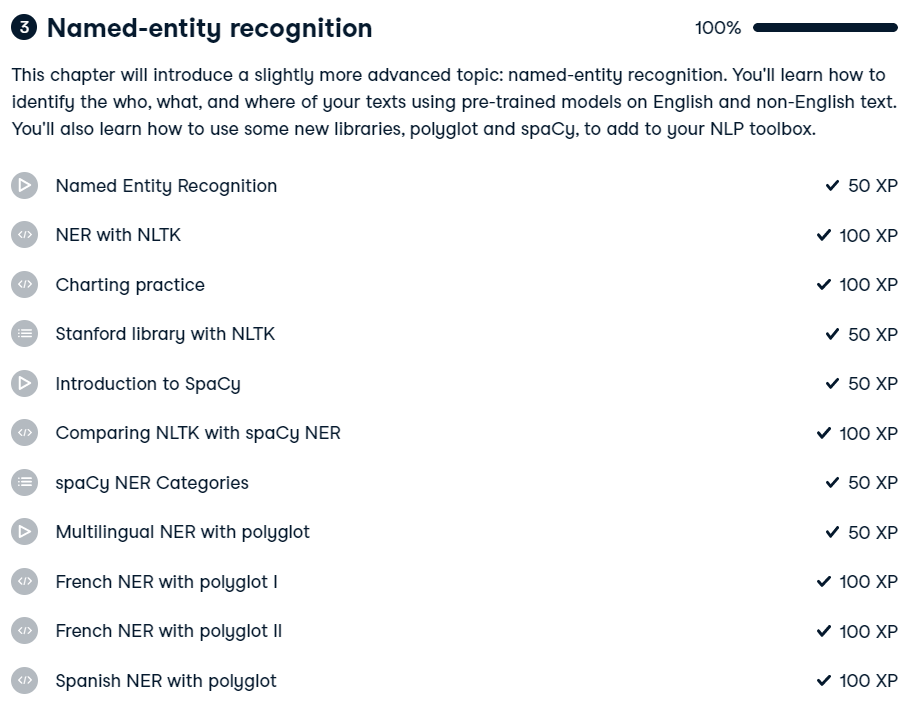 3 Named-entity recognition 100%
This chapter will introduce a slightly more advanced topic: named-entity recognition. You'll learn how to
identify the who, what, and where of your texts using pre-trained models on English and non-English text.
You'll also learn how to use some new libraries, polyglot and spaCy, to add to your NLP toolbox.
Named Entity Recognition 50 XP
NER with NLTK 100 XP
Charting practice 100 XP
Stanford library with NLTK 50 XP
Introduction to SpaCy 50 XP
Comparing NLTK with spaCy NER 100 XP
spaCy NER Categories 50 XP
Multilingual NER with polyglot 50 XP
French NER with polyglot I 100 XP
French NER with polyglot II 100 XP
Spanish NER with polyglot 100 XP